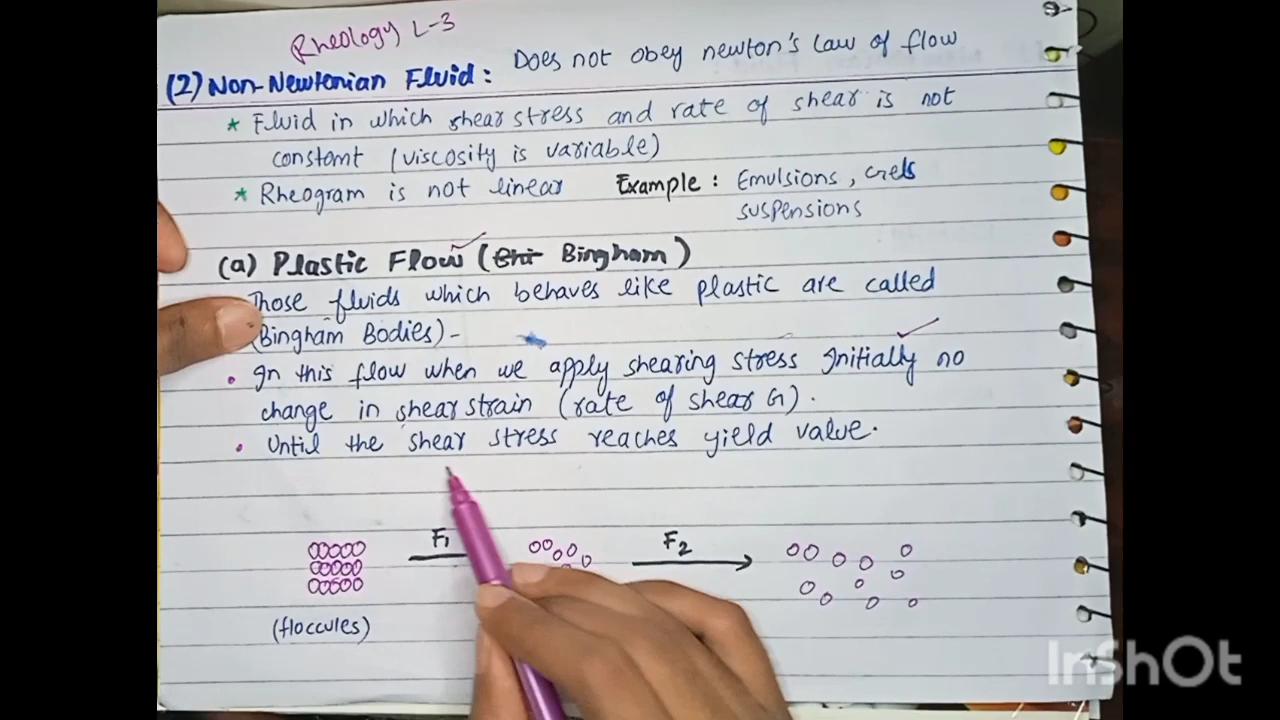 Rheology L-3
(2) Non-Newtonian Fluid: Does not obey newton's Law of flow
* Fluid in which shear stress and rate of shear is not
constant (viscosity is variable)
* Rheogram is not linear Example: Emulsions, Gels
suspensions
(a) Plastic Flow (Bingham)
Those fluids which behaves like plastic are called
(Bingham Bodies)-
• In this flow when we apply shearing stress Initially no
change in shear strain (rate of shear G).
• Until the shear stress reaches yield value.
F1
F2
(floccules)
InShOt